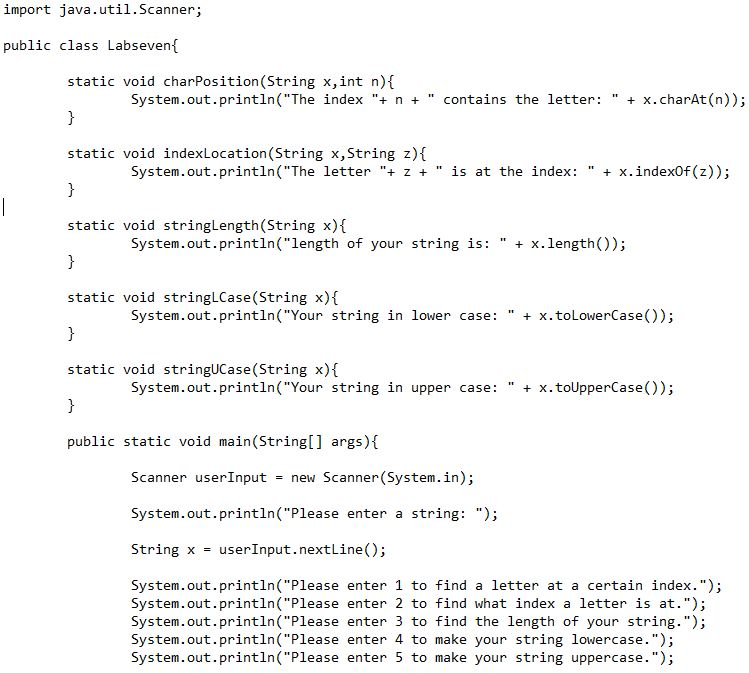 import java.util.Scanner;
public class Labseven{
static void charPosition(String x,int n){
System.out.println("The index "+ n + " contains the letter: " + x.charAt(n));
}
static void indexLocation(String x,String z){
System.out.println("The letter "+ z + " is at the index: " + x.indexOf(z));
}
static void stringLength(String x){
System.out.println("length of your string is: " + x.length());
}
static void stringLCase(String x){
System.out.println("Your string in lower case: " + x.toLowerCase());
}
static void stringUCase(String x){
System.out.println("Your string in upper case: " + x.toUpperCase());
}
public static void main(String[] args){
Scanner userInput = new Scanner(System.in);
System.out.println("Please enter a string: ");
String x = userInput.nextLine();
System.out.println("Please enter 1 to find a letter at a certain index.");
System.out.println("Please enter 2 to find what index a letter is at.");
System.out.println("Please enter 3 to find the length of your string.");
System.out.println("Please enter 4 to make your string lowercase.");
System.out.println("Please enter 5 to make your string uppercase.");